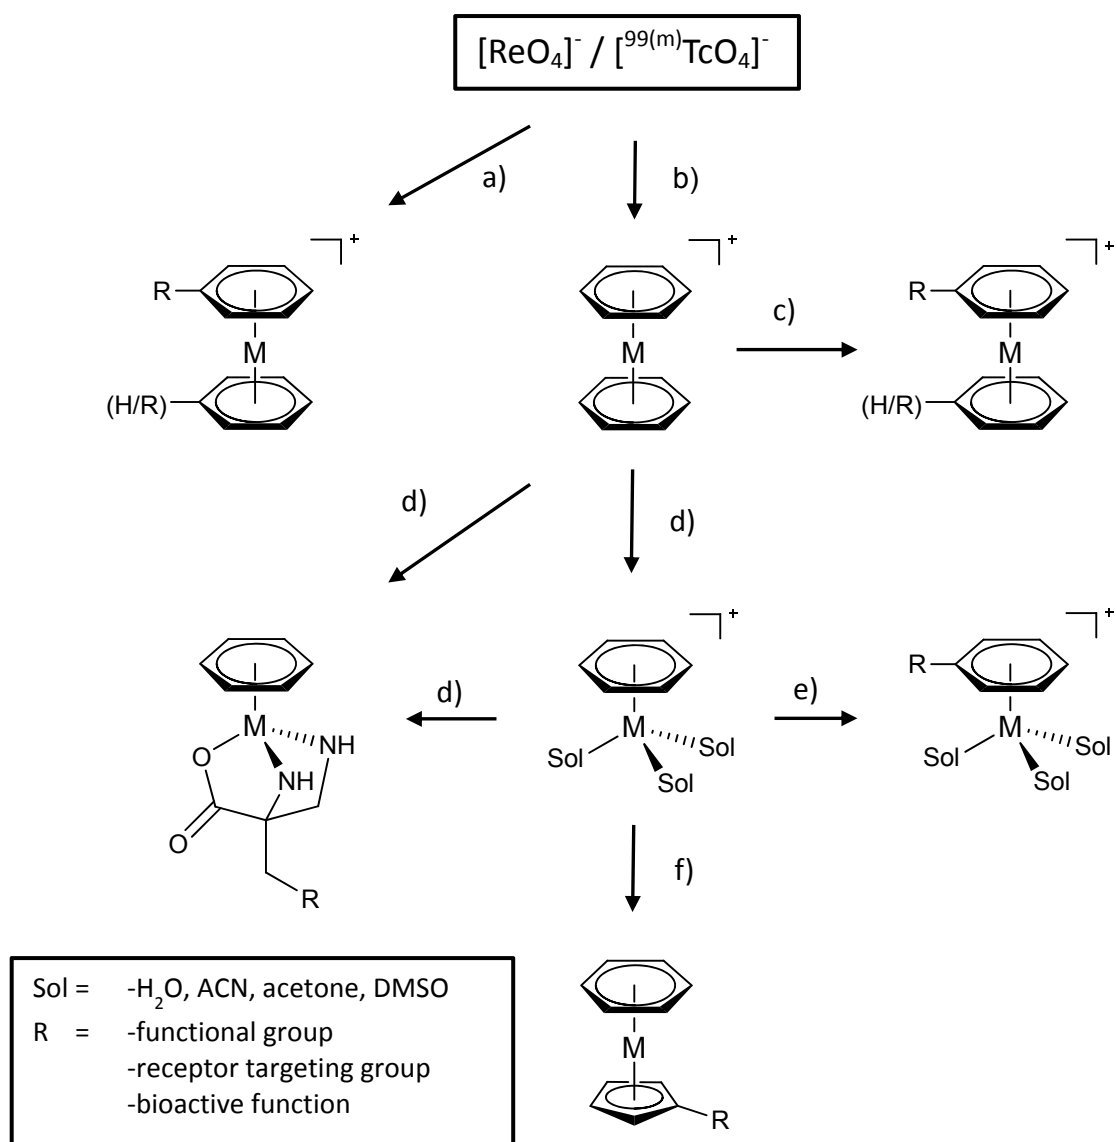 [ReO₄]⁻ / [⁹⁹⁽ᵐ⁾TcO₄]⁻
a)
b)
+
R
M
(H/R)
+
M
c)
+
R
M
(H/R)
d)
d)
M
O
NH
NH
O
R
d)
+
M
Sol
Sol
Sol
e)
+
R
M
Sol
Sol
Sol
f)
M
R
Sol = -H₂O, ACN, acetone, DMSO
R = -functional group
-receptor targeting group
-bioactive function